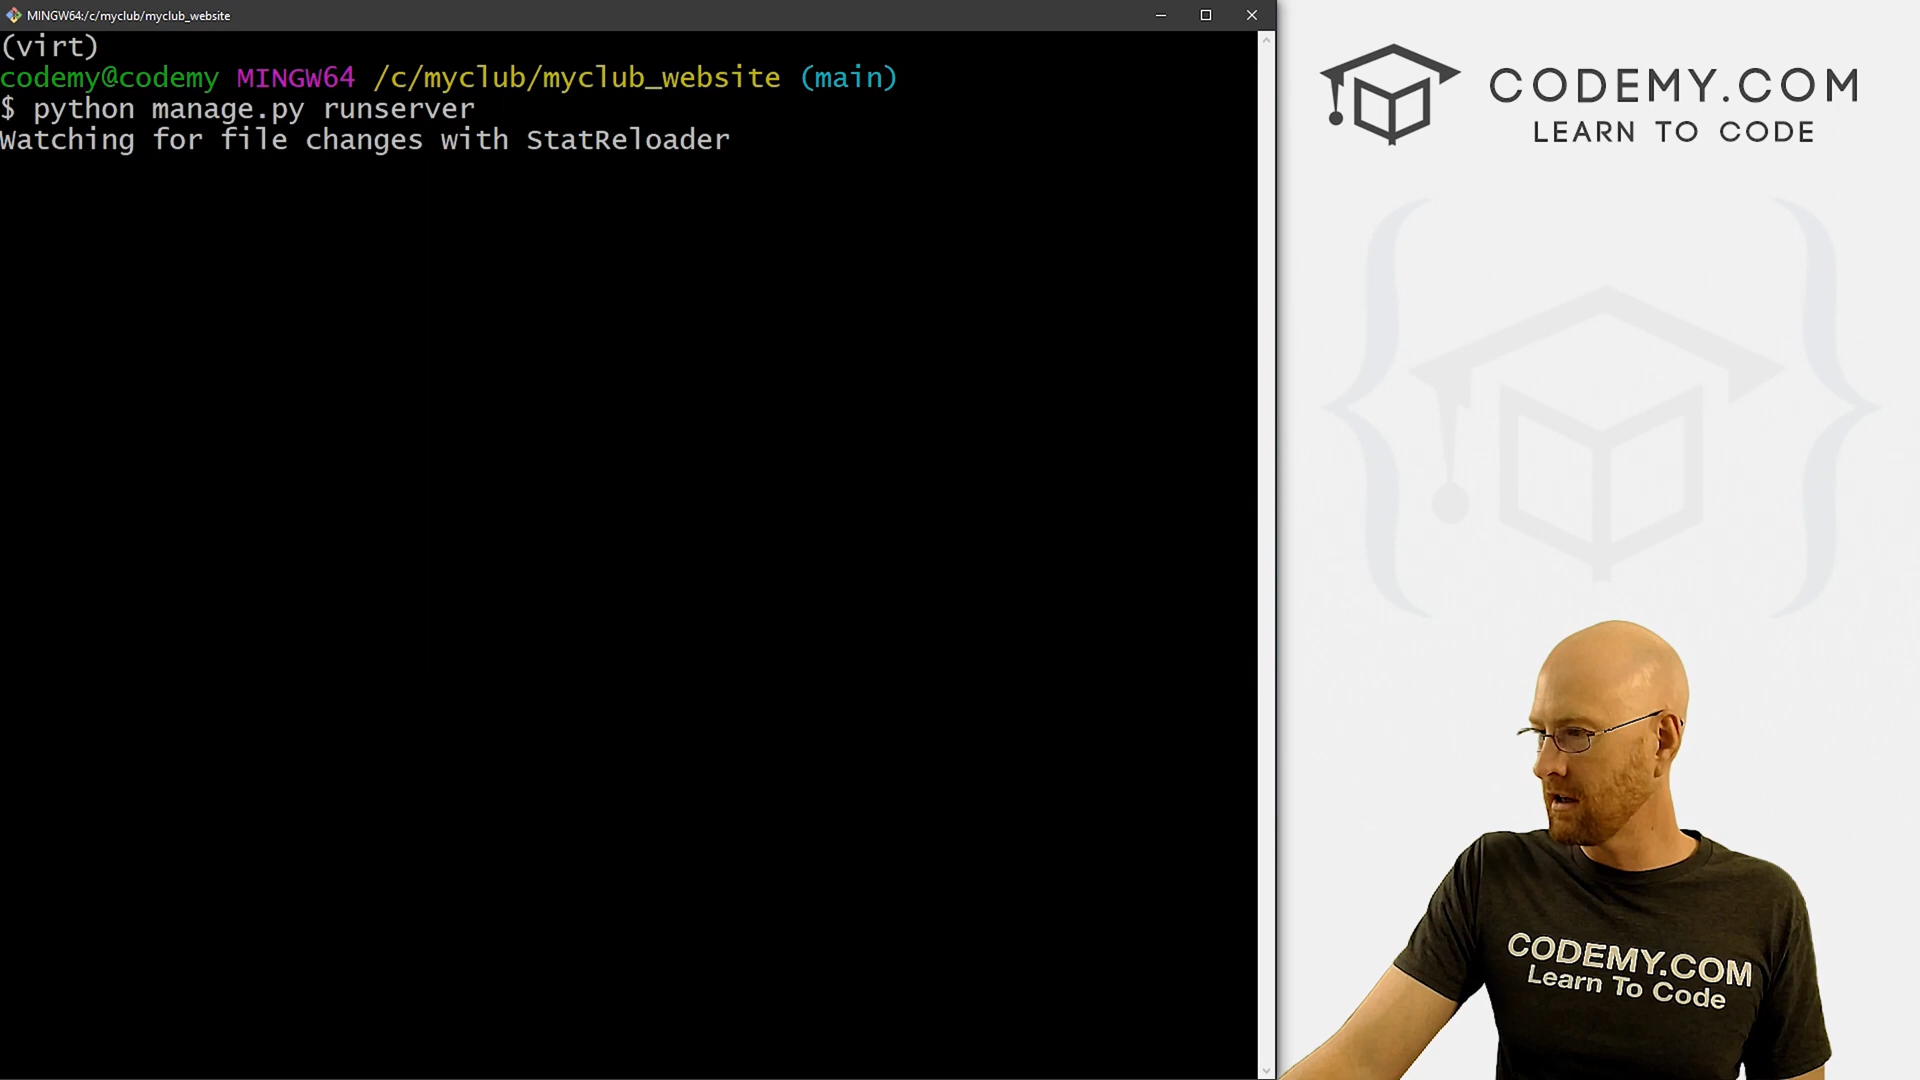 MINGW64:/c/myclub/myclub_website
(virt)
codemy@codemy MINGW64 /c/myclub/myclub_website (main)
$ python manage.py runserver
Watching for file changes with StatReloader
CODEMY.COM
LEARN TO CODE
CODEMY.COM
Learn To Code